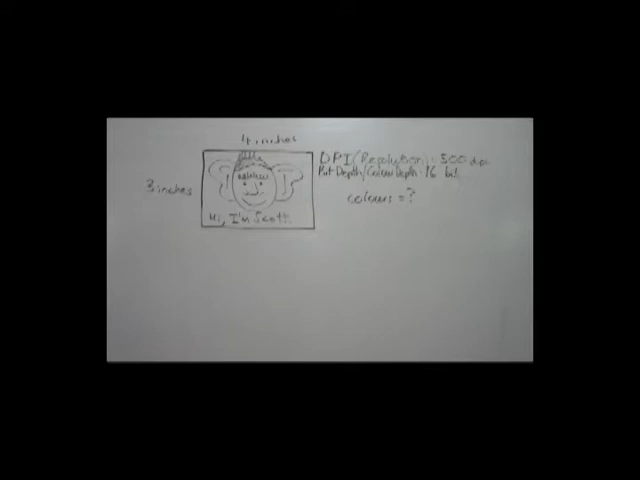 4 inches
DPI (Resolution): 300 dpi
Bit Depth/Colour Depth: 16 bit
3 inches
colours = ?
Hi, I'm Scott!